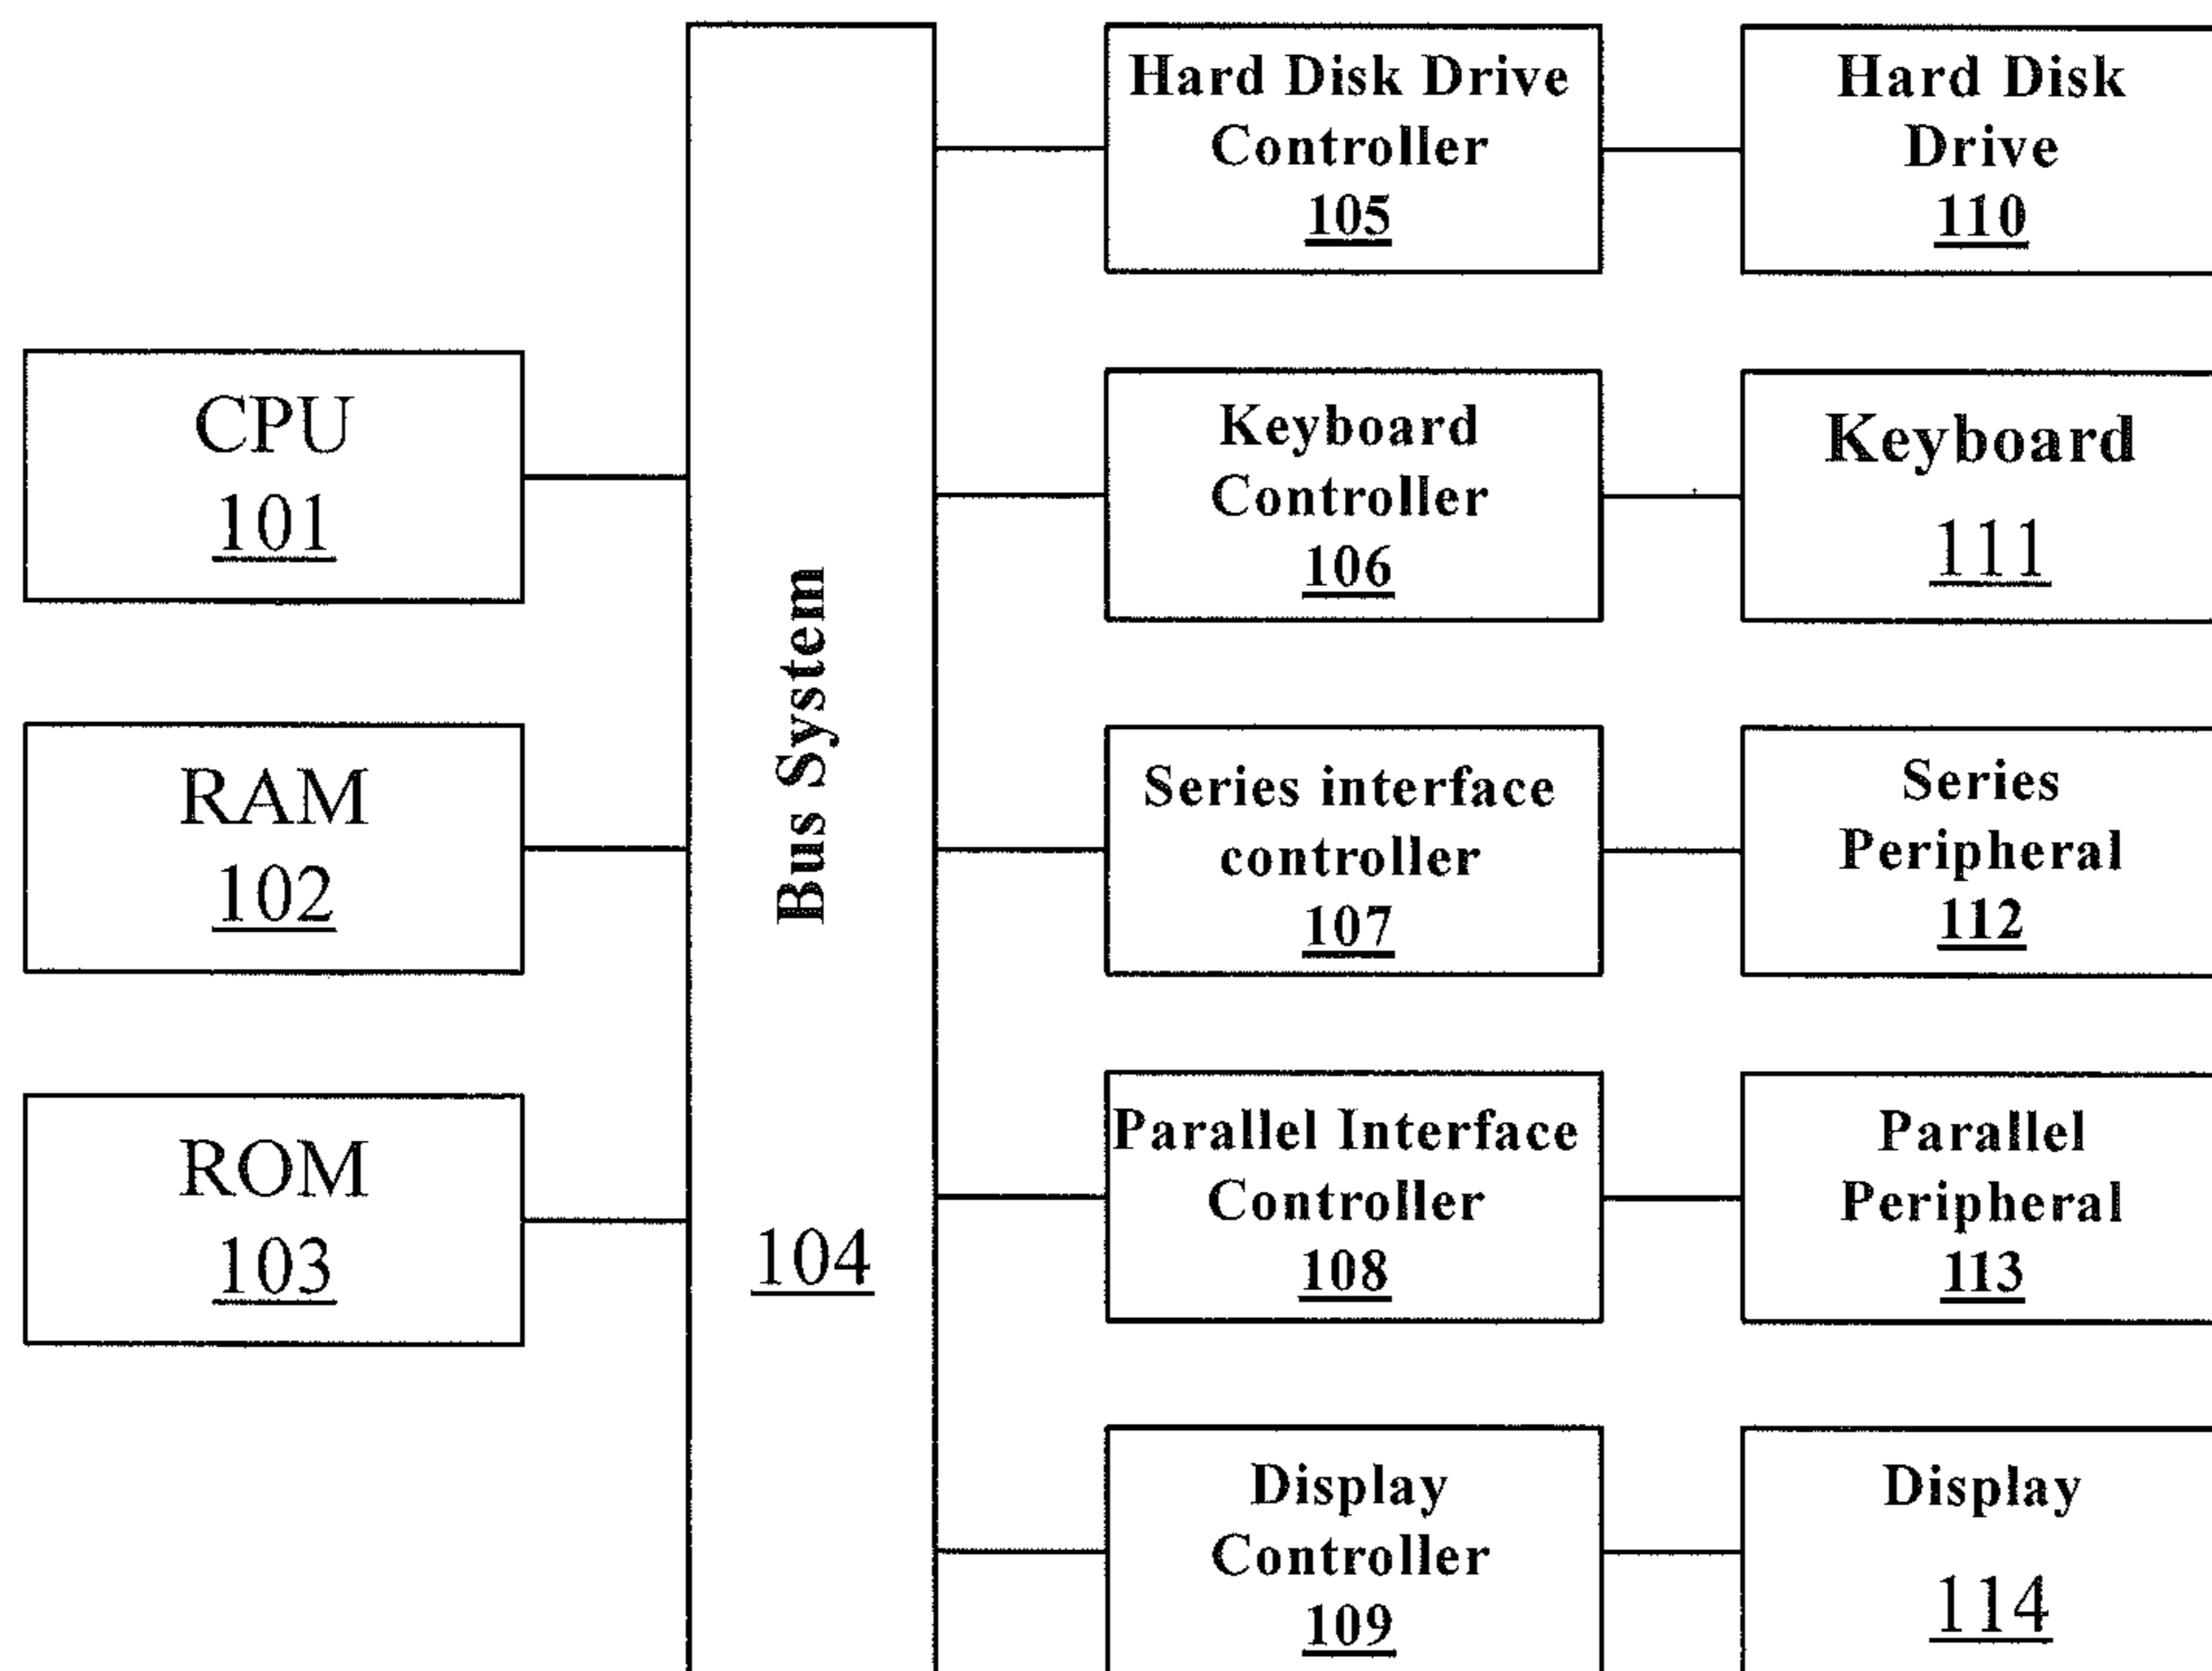 CPU
101
RAM
102
ROM
103
Bus System
104
Hard Disk Drive
Controller
105
Hard Disk
Drive
110
Keyboard
Controller
106
Keyboard
111
Series interface
controller
107
Series
Peripheral
112
Parallel Interface
Controller
108
Parallel
Peripheral
113
Display
Controller
109
Display
114